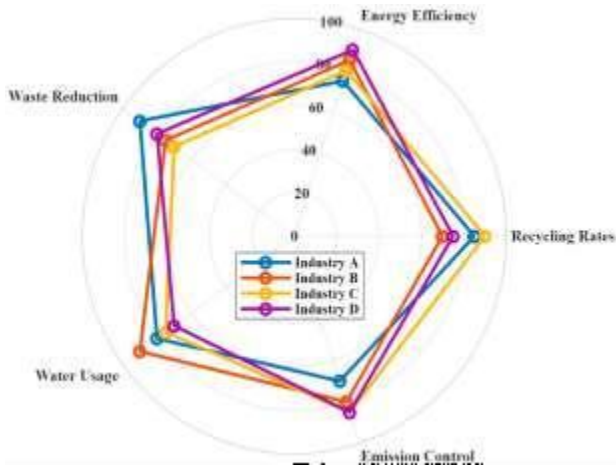 100
Energy Efficiency
80
Waste Reduction
60
40
20
0
Recycling Rates
Industry A
Industry B
Industry C
Industry D
Water Usage
Emission Control